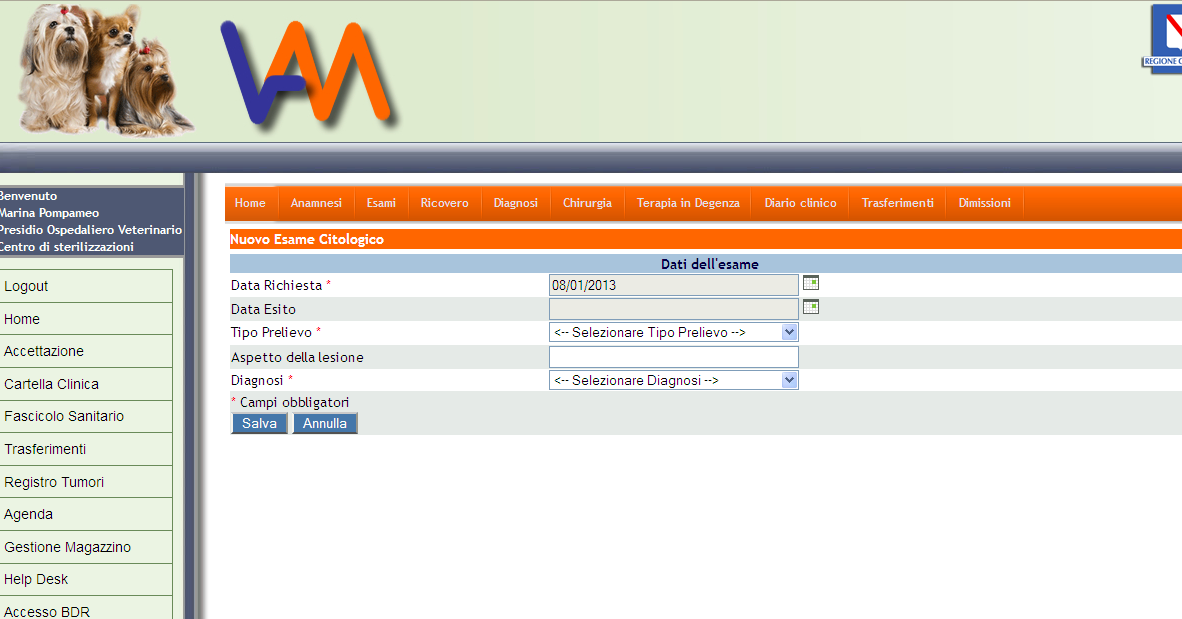 VAM
REGIONE
Benvenuto
Marina Pompameo
Presidio Ospedaliero Veterinario
Centro di sterilizzazioni
Logout
Home
Accettazione
Cartella Clinica
Fascicolo Sanitario
Trasferimenti
Registro Tumori
Agenda
Gestione Magazzino
Help Desk
Accesso BDR
Home Anamnesi Esami Ricovero Diagnosi Chirurgia Terapia in Degenza Diario clinico Trasferimenti Dimissioni
Nuovo Esame Citologico
Dati dell'esame
Data Richiesta * 08/01/2013
Data Esito
Tipo Prelievo * <-- Selezionare Tipo Prelievo -->
Aspetto della lesione
Diagnosi * <-- Selezionare Diagnosi -->
* Campi obbligatori
Salva Annulla